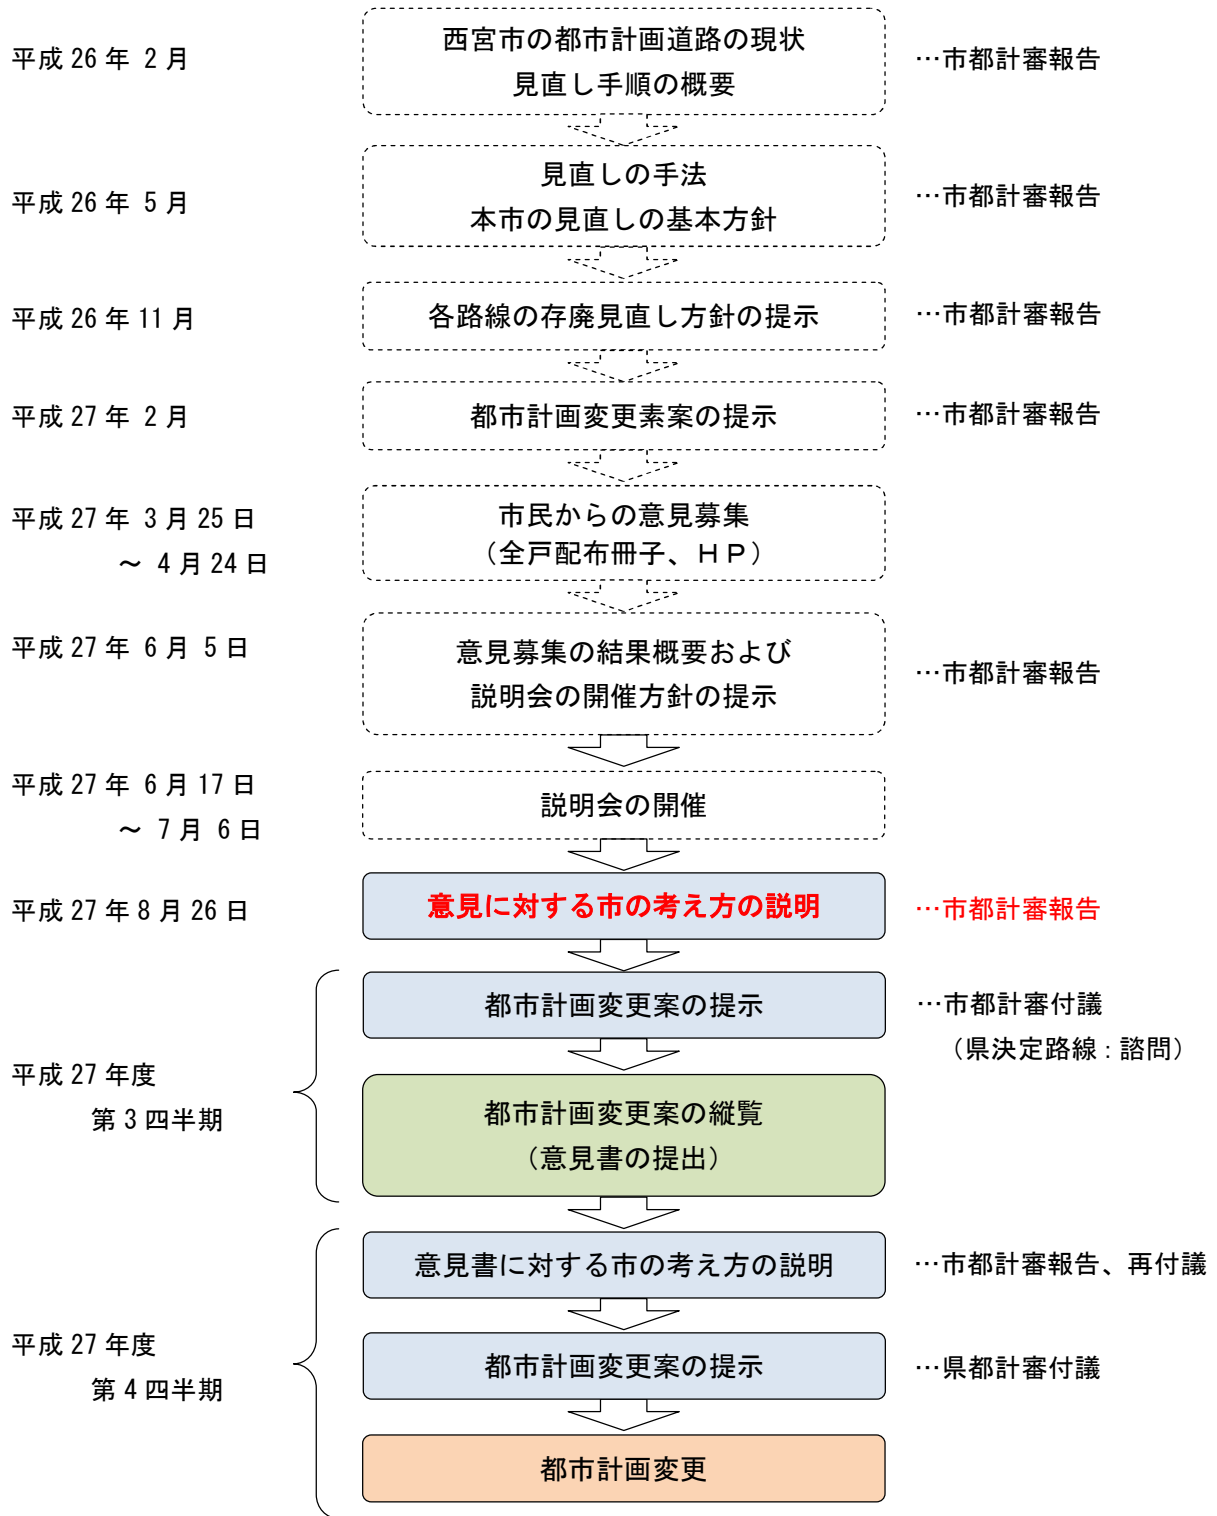 平成 26 年 2 月
西宮市の都市計画道路の現状
見直し手順の概要
…市都計審報告
平成 26 年 5 月
見直しの手法
本市の見直しの基本方針
…市都計審報告
平成 26 年 11 月
各路線の存廃見直し方針の提示
…市都計審報告
平成 27 年 2 月
都市計画変更素案の提示
…市都計審報告
平成 27 年 3 月 25 日
～ 4 月 24 日
市民からの意見募集
（全戸配布冊子、ＨＰ）
平成 27 年 6 月 5 日
意見募集の結果概要および
説明会の開催方針の提示
…市都計審報告
平成 27 年 6 月 17 日
～ 7 月 6 日
説明会の開催
平成 27 年 8 月 26 日
意見に対する市の考え方の説明
…市都計審報告
平成 27 年度
第 3 四半期
都市計画変更案の提示
…市都計審付議
（県決定路線：諮問）
都市計画変更案の縦覧
（意見書の提出）
平成 27 年度
第 4 四半期
意見書に対する市の考え方の説明
…市都計審報告、再付議
都市計画変更案の提示
…県都計審付議
都市計画変更